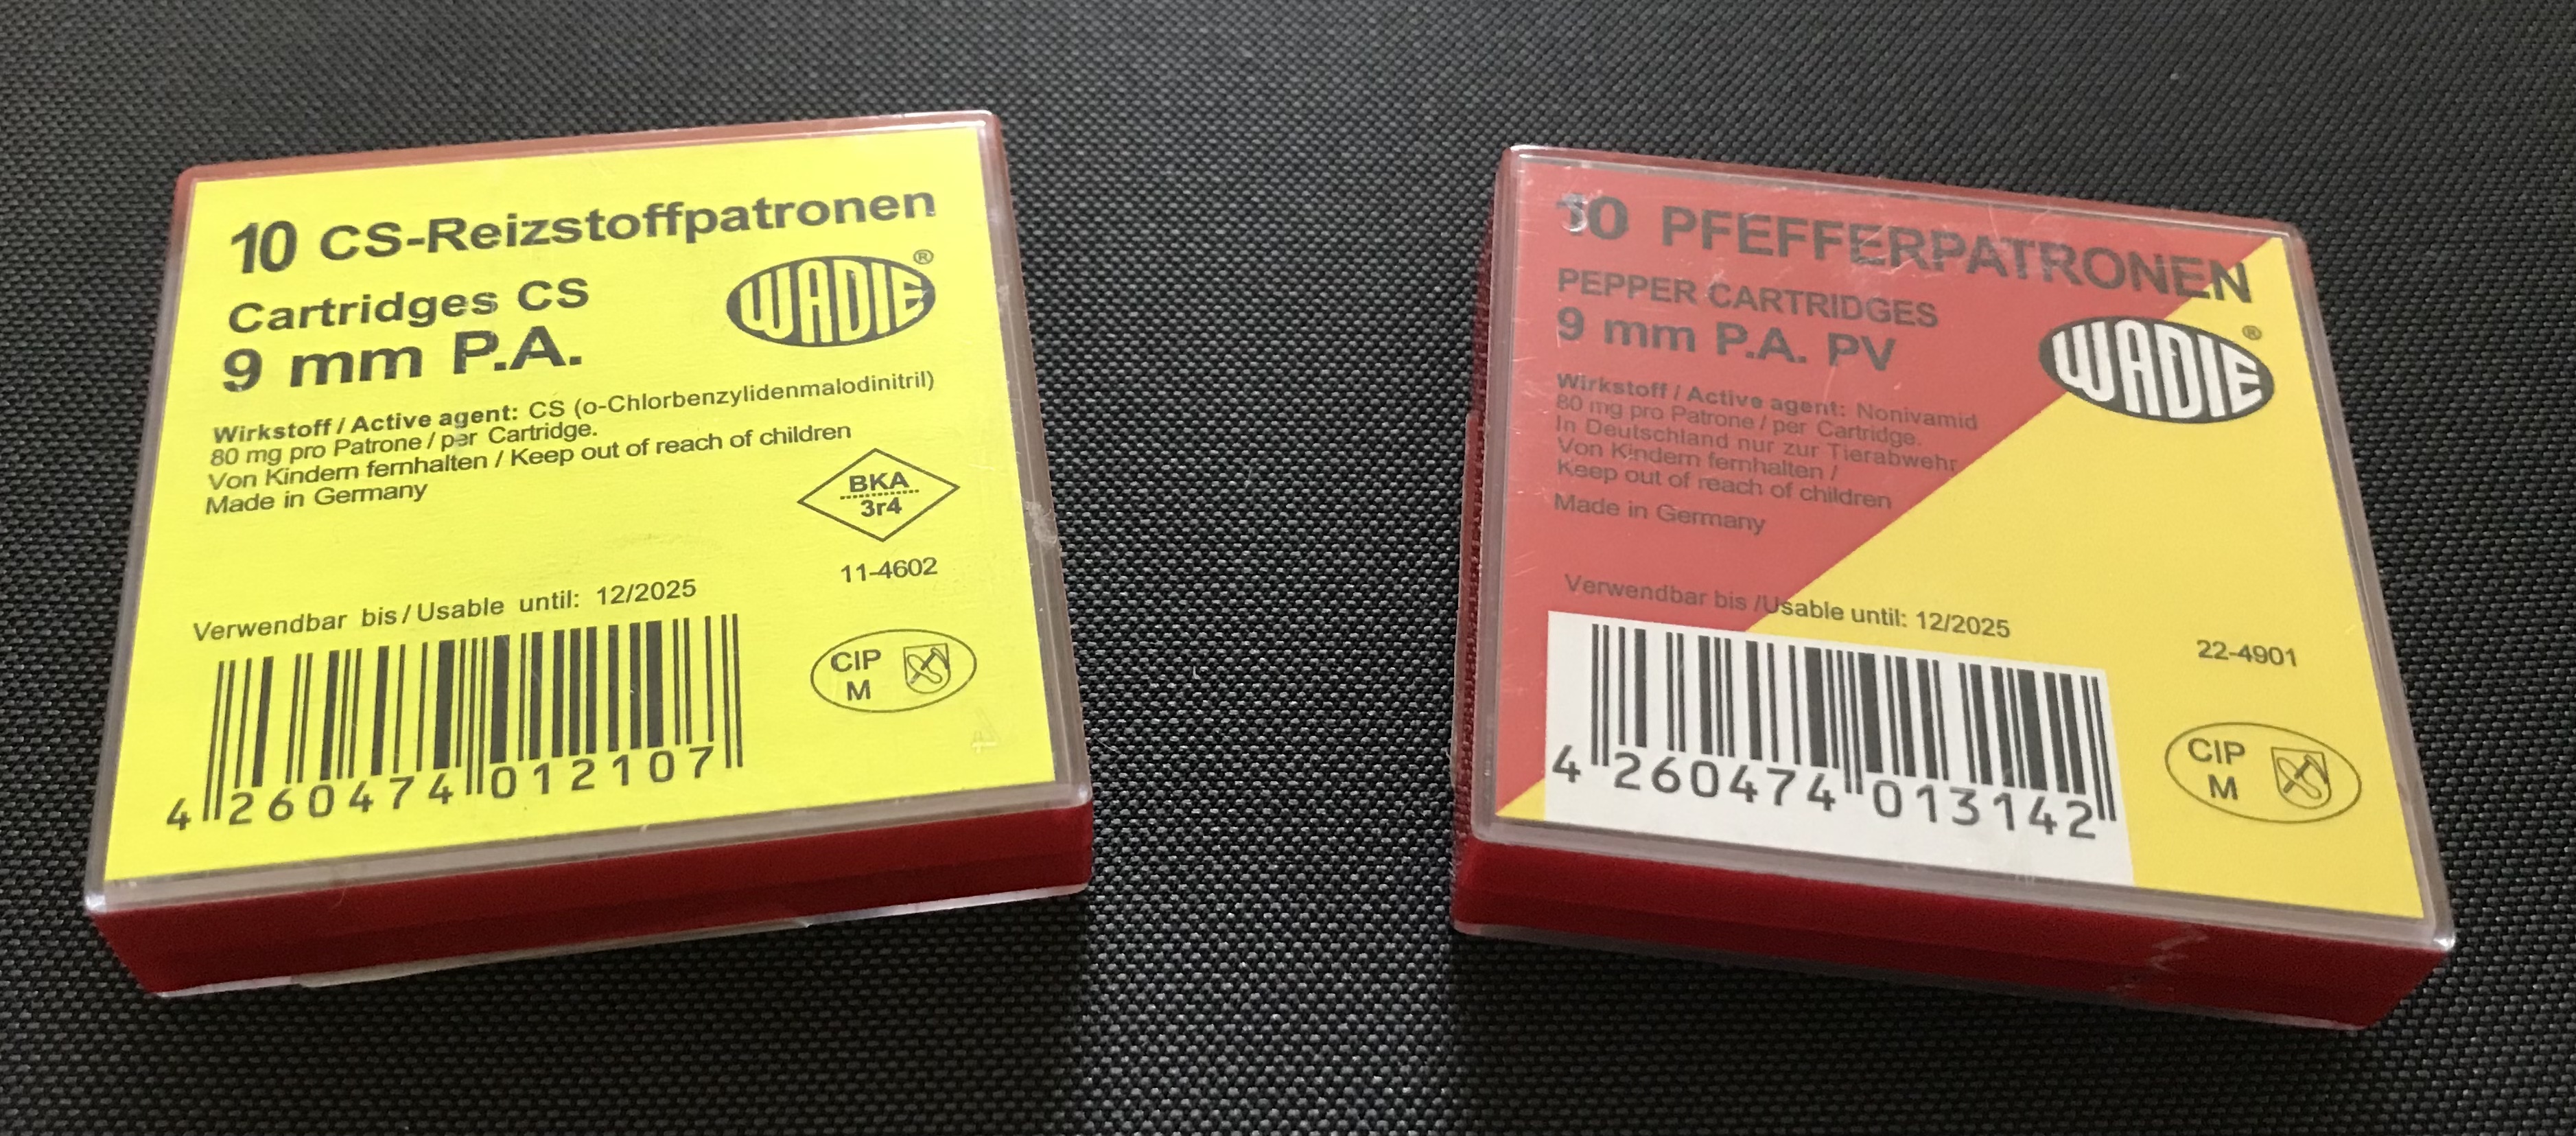 10 CS-Reizstoffpatronen
Cartridges CS
9 mm P.A.
WADIE®
Wirkstoff / Active agent: CS (o-Chlorbenzylidenmalodinitril)
80 mg pro Patrone / per Cartridge.
Von Kindern fernhalten / Keep out of reach of children
Made in Germany
BKA
3r4
11-4602
Verwendbar bis / Usable until: 12/2025
4 260474 012107
CIP
M
4
10 PFEFFERPATRONEN
PEPPER CARTRIDGES
9 mm P.A. PV
WADIE®
Wirkstoff / Active agent: Nonivamid
80 mg pro Patrone / per Cartridge.
In Deutschland nur zur Tierabwehr
Von Kindern fernhalten /
Keep out of reach of children
Made in Germany
Verwendbar bis / Usable until: 12/2025
22-4901
4 260474 013142
CIP
M